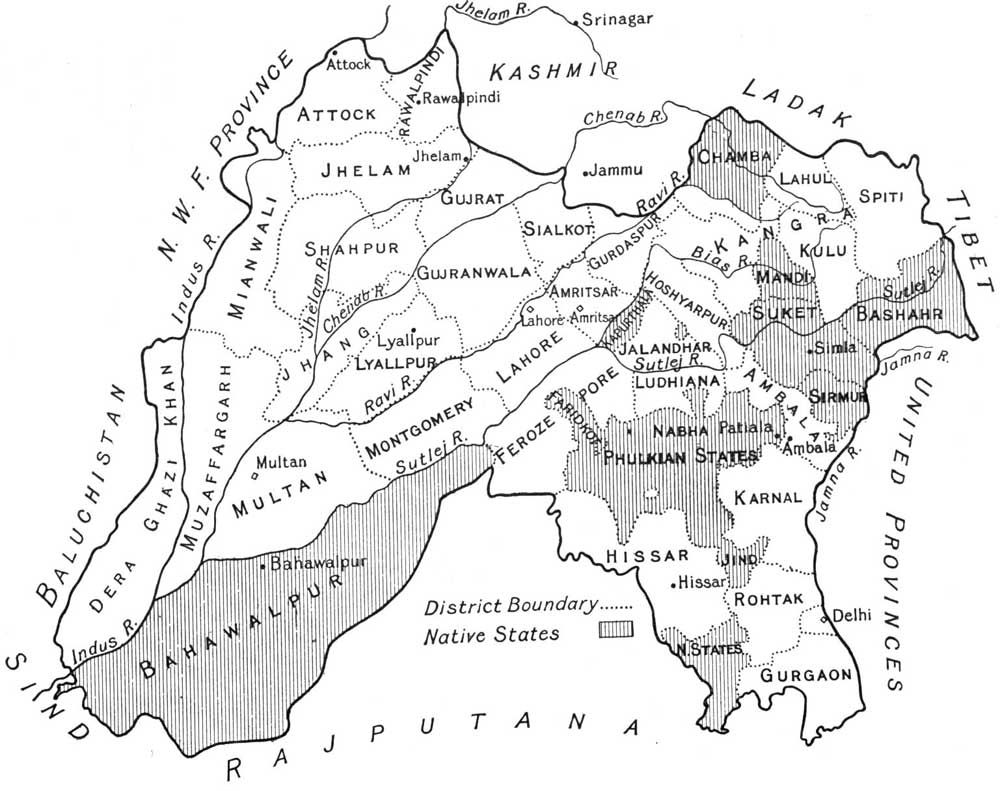 Jhelam R.
Srinagar
KASHMIR
Attock
RAWALPINDI
Rawalpindi
ATTOCK
N. W. F. PROVINCE
LADAK
Chenab R.
Jhelam
JHELAM
Jammu
CHAMBA
LAHUL
SPITI
TIBET
GUJRAT
Ravi R.
MIANWALI
SIALKOT
GURDASPUR
KANGRA
KULU
SHAHPUR
Indus R.
GUJRANWALA
Bias R.
MANDI
Jhelam R.
Chenab R.
AMRITSAR
HOSHYARPUR
Sutlej R.
SUKET
BASHAHR
Lahore
Amritsa
KAPURTHALA
JHANG
Lyallpur
LYALLPUR
LAHORE
JALANDHAR
Simla
Jamna R.
Sutlej R.
Ravi R.
LUDHIANA
AMBALA
SIRMUR
BALUCHISTAN
DERA GHAZI KHAN
MUZAFFARGARH
MONTGOMERY
FEROZEPORE
FARIDKOT
NABHA
Patiala
Ambala
UNITED PROVINCES
Sutlej R.
PHULKIAN STATES
Multan
MULTAN
KARNAL
Jamna R.
HISSAR
JIND
Bahawalpur
BAHAWALPUR
Hissar
ROHTAK
Delhi
District Boundary.......
Native States
Indus R.
N. STATES
GURGAON
SIND
RAJPUTANA